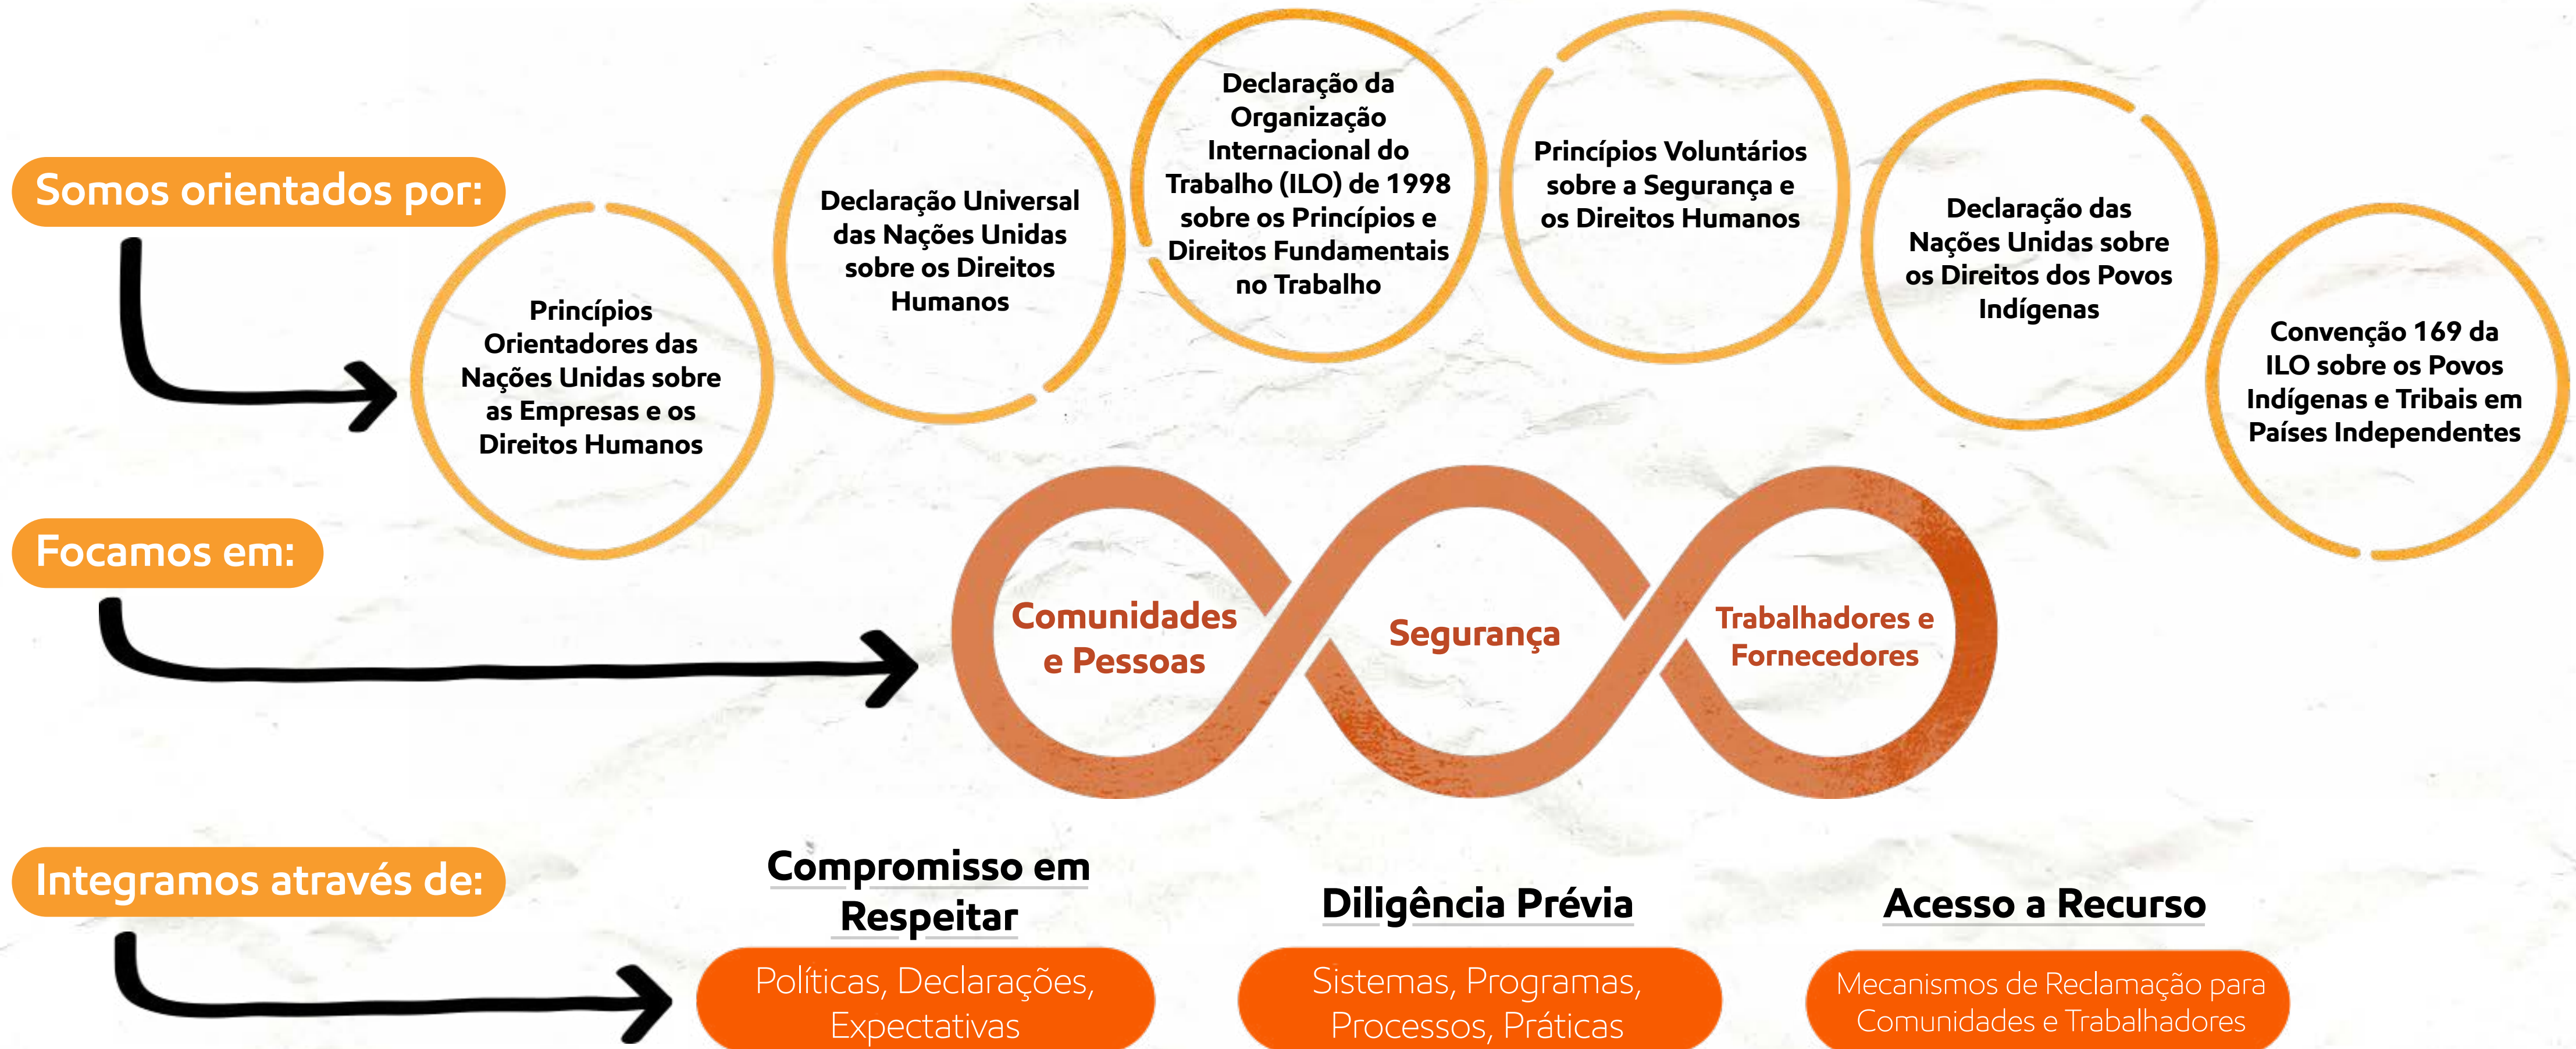 Somos orientados por:
Princípios
Orientadores das
Nações Unidas sobre
as Empresas e os
Direitos Humanos
Declaração Universal
das Nações Unidas
sobre os Direitos
Humanos
Declaração da
Organização
Internacional do
Trabalho (ILO) de 1998
sobre os Princípios e
Direitos Fundamentais
no Trabalho
Princípios Voluntários
sobre a Segurança e
os Direitos Humanos
Declaração das
Nações Unidas sobre
os Direitos dos Povos
Indígenas
Convenção 169 da
ILO sobre os Povos
Indígenas e Tribais em
Países Independentes
Focamos em:
Comunidades
e Pessoas
Segurança
Trabalhadores e
Fornecedores
Integramos através de:
Compromisso em
Respeitar
Políticas, Declarações,
Expectativas
Diligência Prévia
Sistemas, Programas,
Processos, Práticas
Acesso a Recurso
Mecanismos de Reclamação para
Comunidades e Trabalhadores